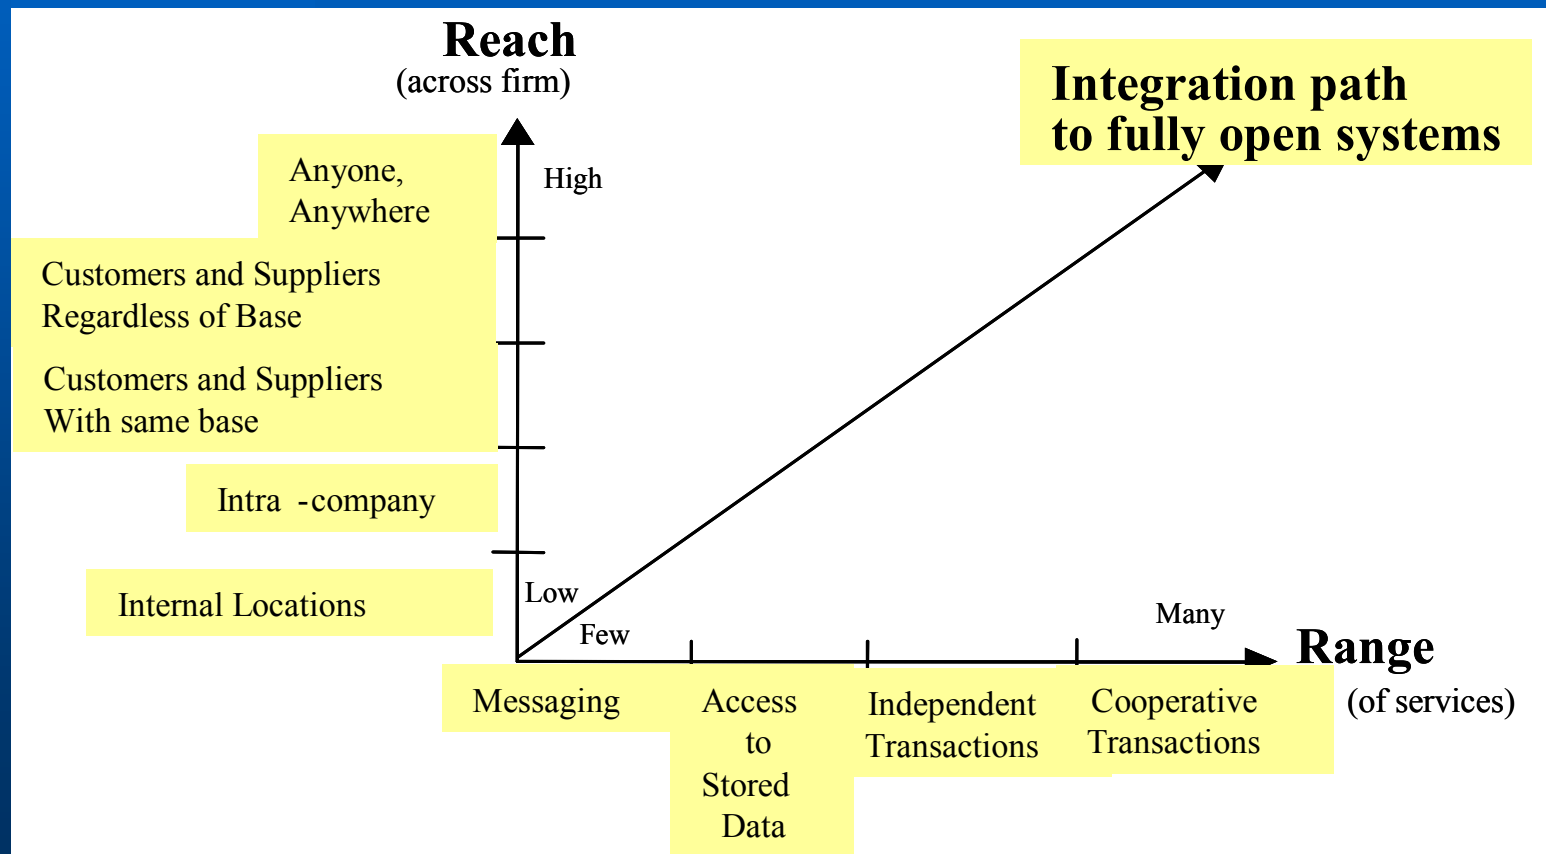 Reach
(across firm)
Integration path
to fully open systems
Anyone,
Anywhere
High
Customers and Suppliers
Regardless of Base
Customers and Suppliers
With same base
Intra -company
Internal Locations
Low
Few
Many
Range
(of services)
Messaging
Access
to
Stored
Data
Independent
Transactions
Cooperative
Transactions